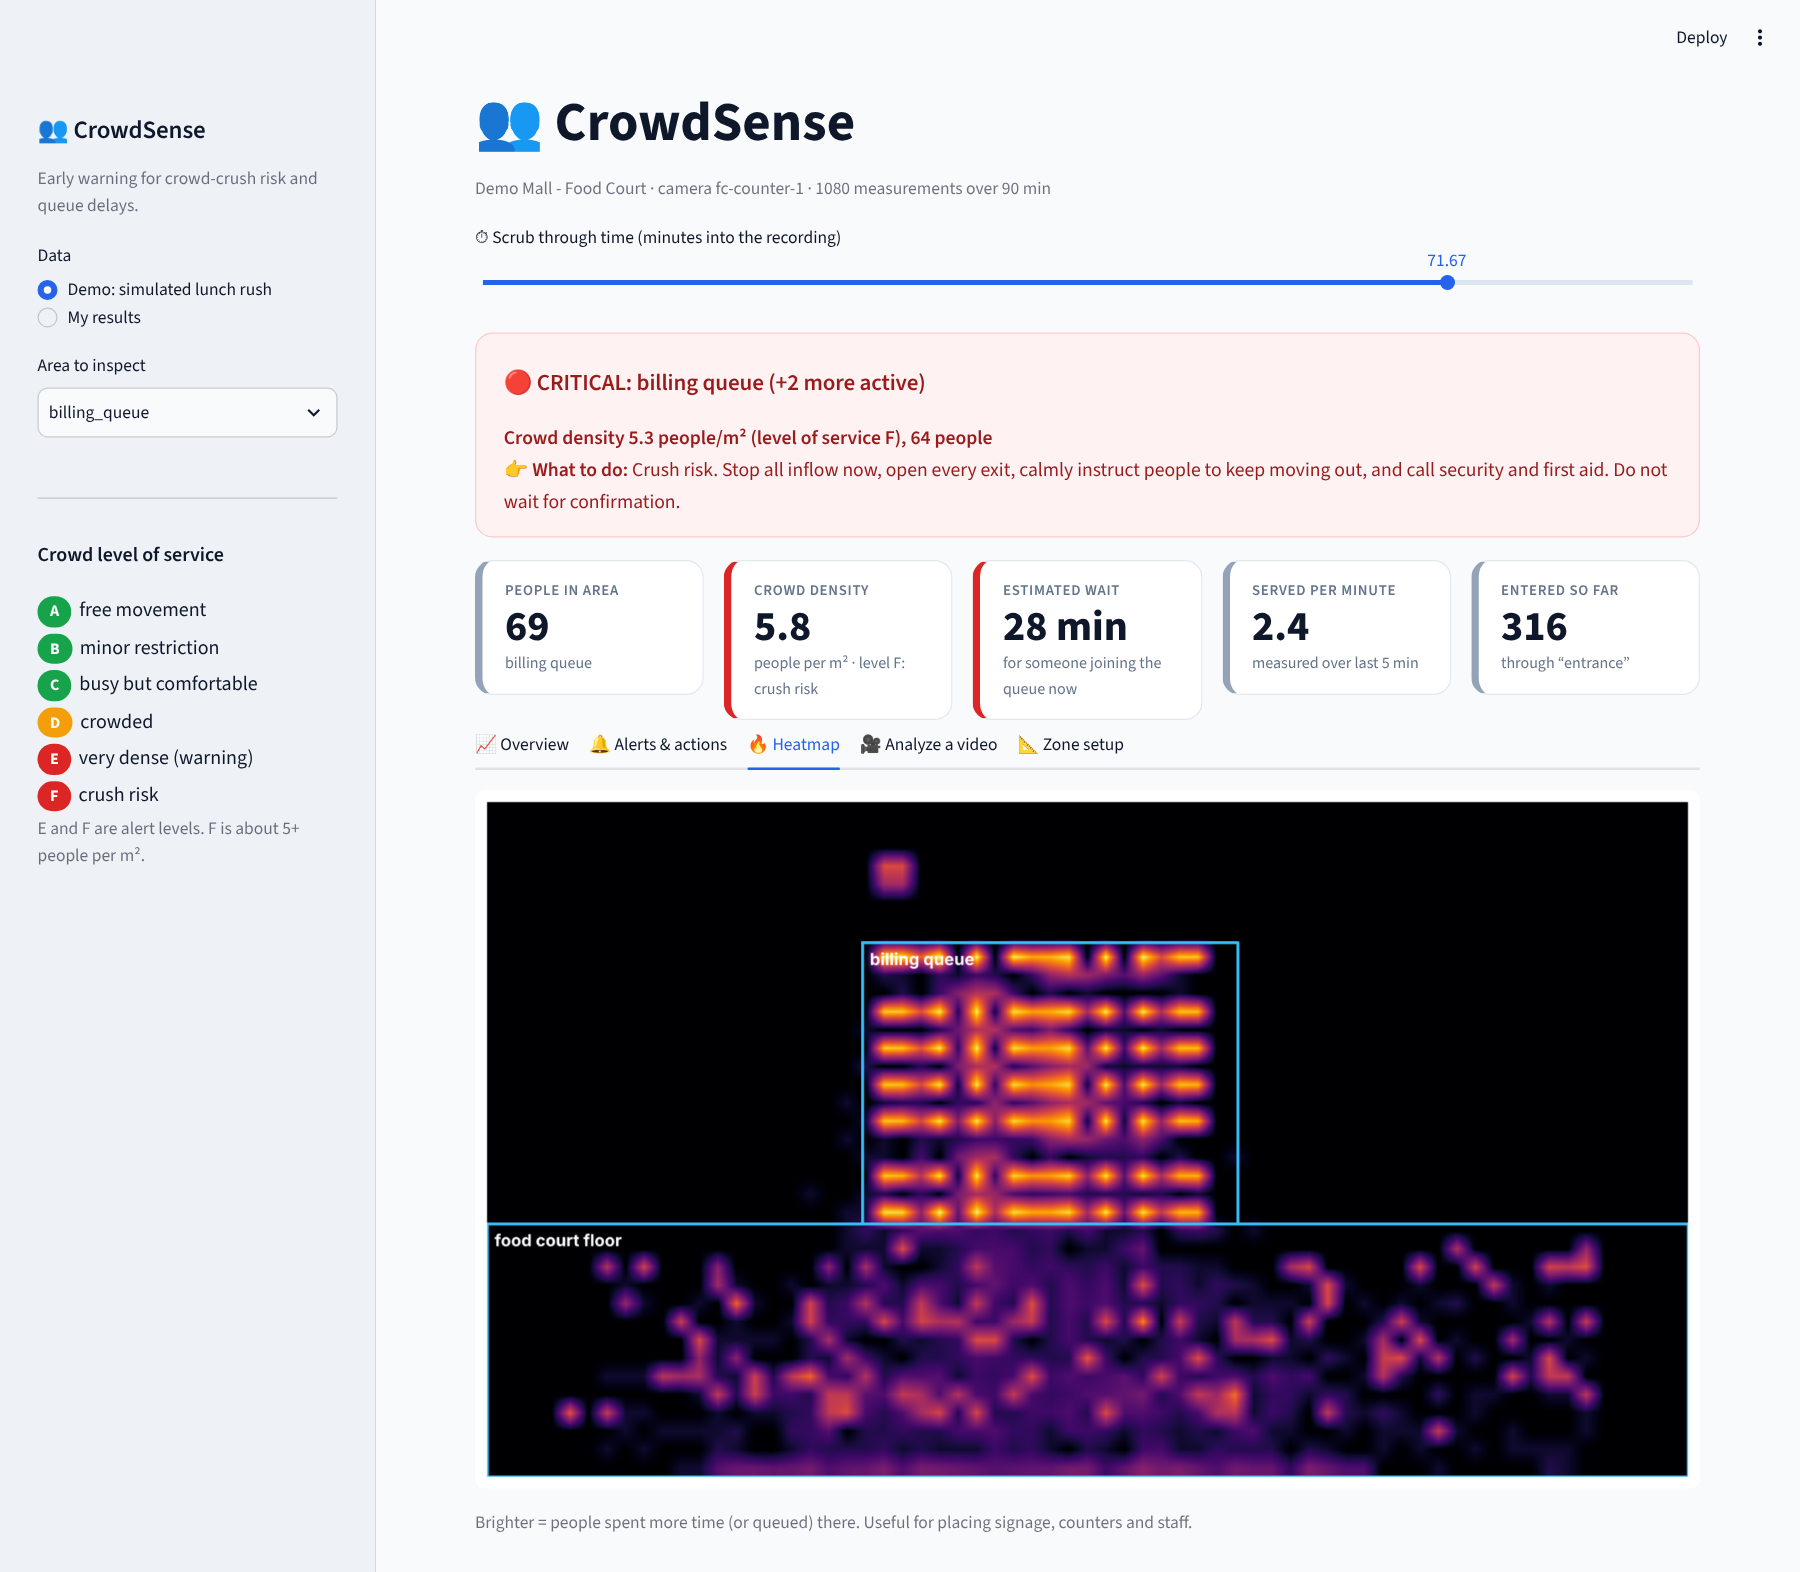 Deploy
👥 CrowdSense
Early warning for crowd-crush risk and
queue delays.
Data
Demo: simulated lunch rush
My results
Area to inspect
billing_queue
Crowd level of service
A free movement
B minor restriction
C busy but comfortable
D crowded
E very dense (warning)
F crush risk
E and F are alert levels. F is about 5+
people per m².
👥 CrowdSense
Demo Mall - Food Court · camera fc-counter-1 · 1080 measurements over 90 min
⏱ Scrub through time (minutes into the recording)
71.67
🔴 CRITICAL: billing queue (+2 more active)
Crowd density 5.3 people/m² (level of service F), 64 people
👉 What to do: Crush risk. Stop all inflow now, open every exit, calmly instruct people to keep moving out, and call security and first aid. Do not
wait for confirmation.
PEOPLE IN AREA
69
billing queue
CROWD DENSITY
5.8
people per m² · level F:
crush risk
ESTIMATED WAIT
28 min
for someone joining the
queue now
SERVED PER MINUTE
2.4
measured over last 5 min
ENTERED SO FAR
316
through “entrance”
📈 Overview 🔔 Alerts & actions 🔥 Heatmap 🎥 Analyze a video 📐 Zone setup
billing queue
food court floor
Brighter = people spent more time (or queued) there. Useful for placing signage, counters and staff.